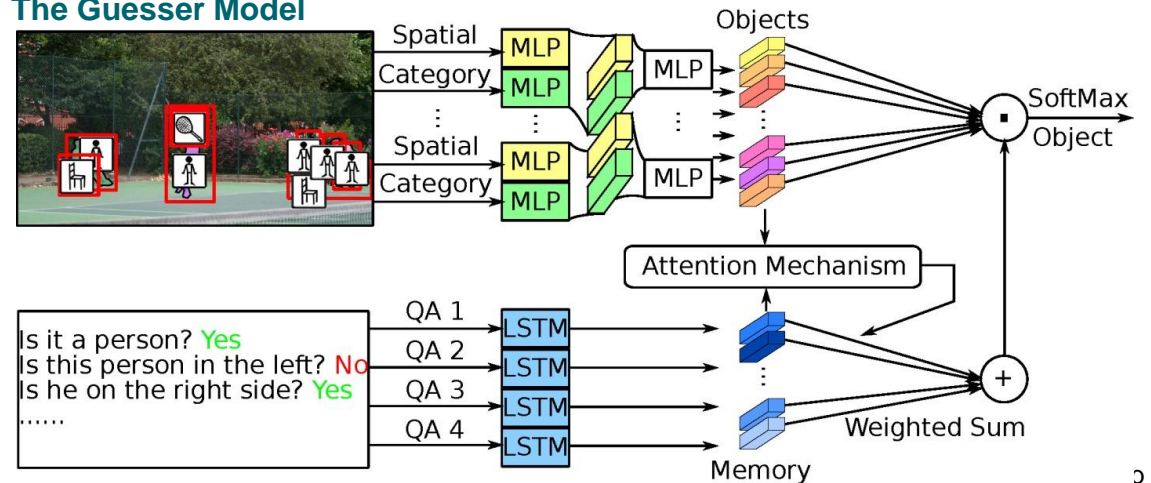 The Guesser Model
Objects
Spatial
MLP
Category
MLP
MLP
SoftMax
Object
Spatial
MLP
Category
MLP
MLP
Attention Mechanism
Is it a person? Yes
Is this person in the left? No
Is he on the right side? Yes
......
QA 1
LSTM
QA 2
LSTM
QA 3
LSTM
QA 4
LSTM
+
Weighted Sum
Memory